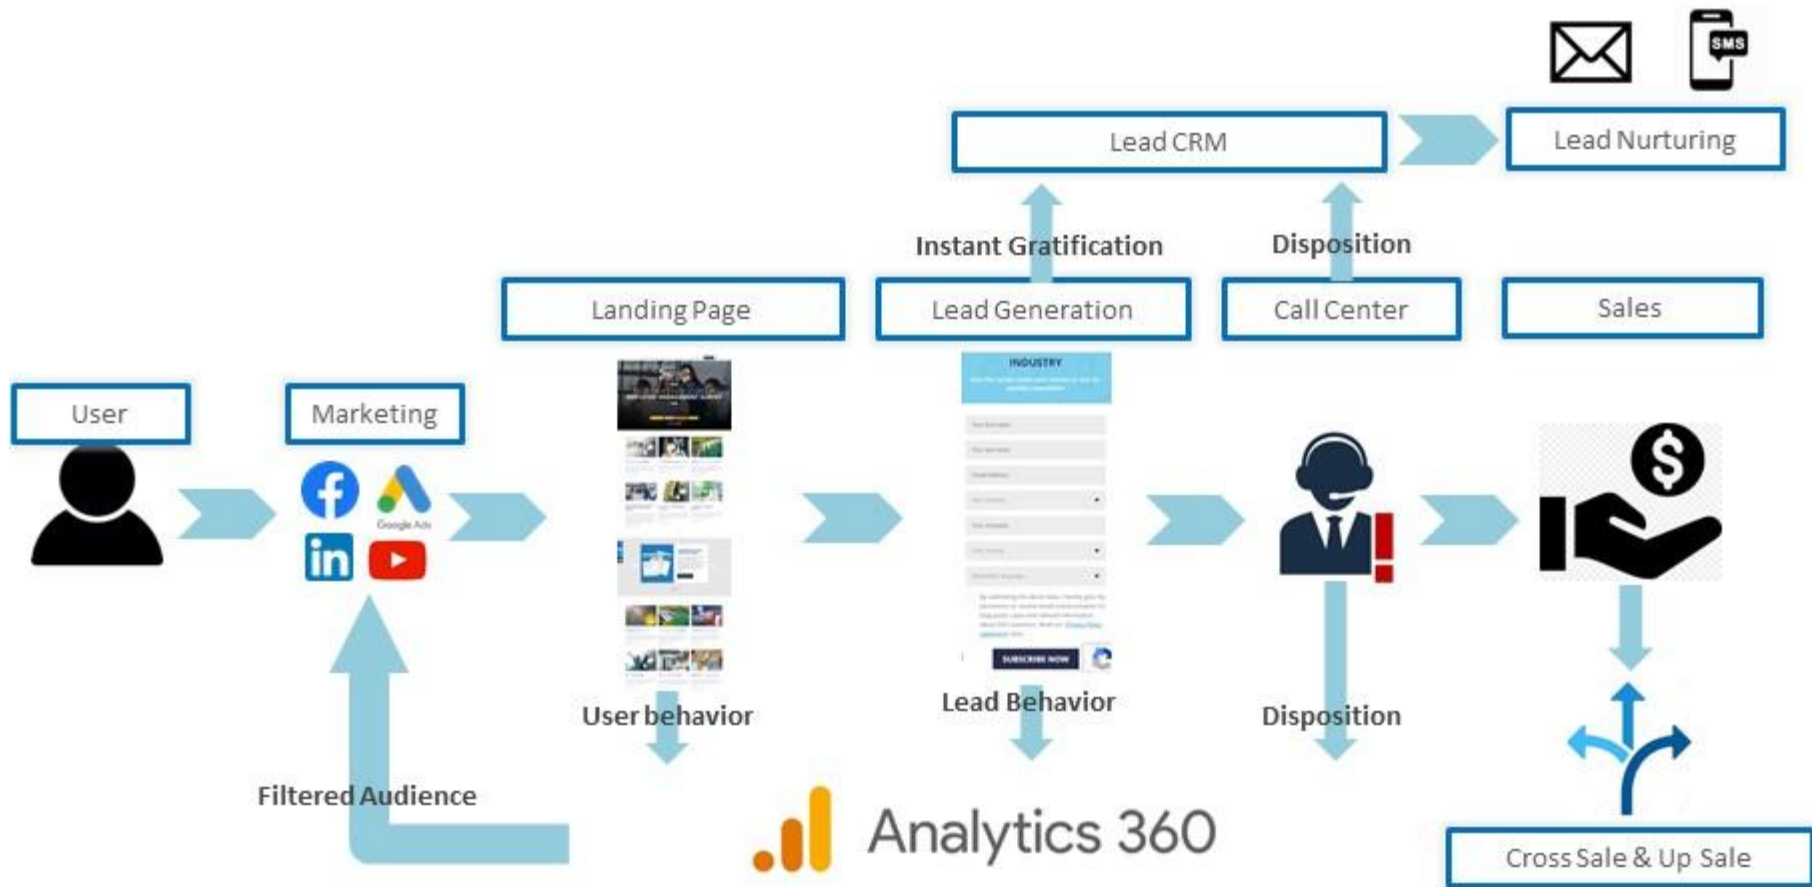 SMS
Lead CRM
Lead Nurturing
Instant Gratification
Disposition
Landing Page
Lead Generation
Call Center
Sales
User
Marketing
Google Ads
INDUSTRY
SUBSCRIBE NOW
User behavior
Lead Behavior
Disposition
Filtered Audience
Analytics 360
Cross Sale & Up Sale